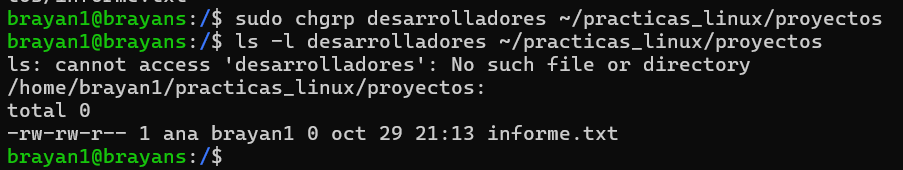 brayan1@brayans:/$ sudo chgrp desarrolladores ~/practicas_linux/proyectos
brayan1@brayans:/$ ls -l desarrolladores ~/practicas_linux/proyectos
ls: cannot access 'desarrolladores': No such file or directory
/home/brayan1/practicas_linux/proyectos:
total 0
-rw-rw-r-- 1 ana brayan1 0 oct 29 21:13 informe.txt
brayan1@brayans:/$